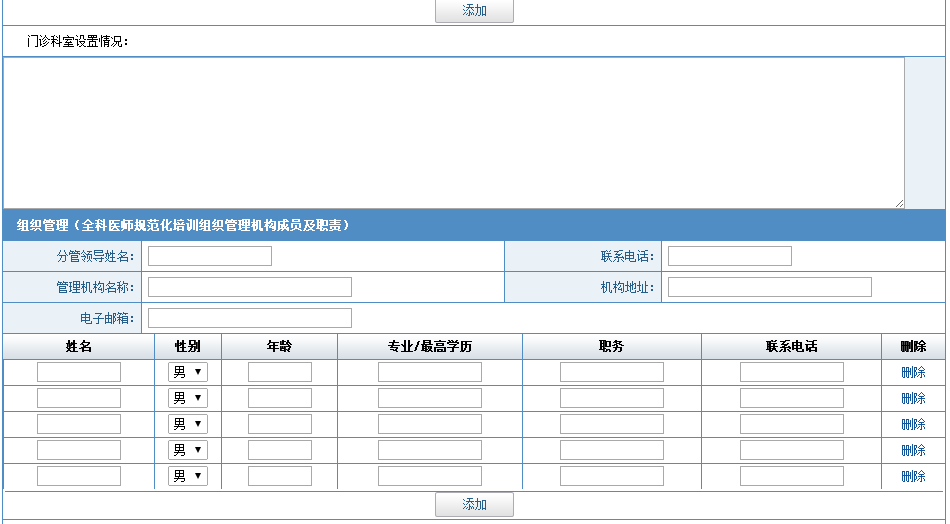 添加
门诊科室设置情况：
组织管理（全科医师规范化培训组织管理机构成员及职责）
分管领导姓名： 联系电话：
管理机构名称： 机构地址：
电子邮箱：
姓名 性别 年龄 专业/最高学历 职务 联系电话 删除
男 删除
男 删除
男 删除
男 删除
男 删除
添加